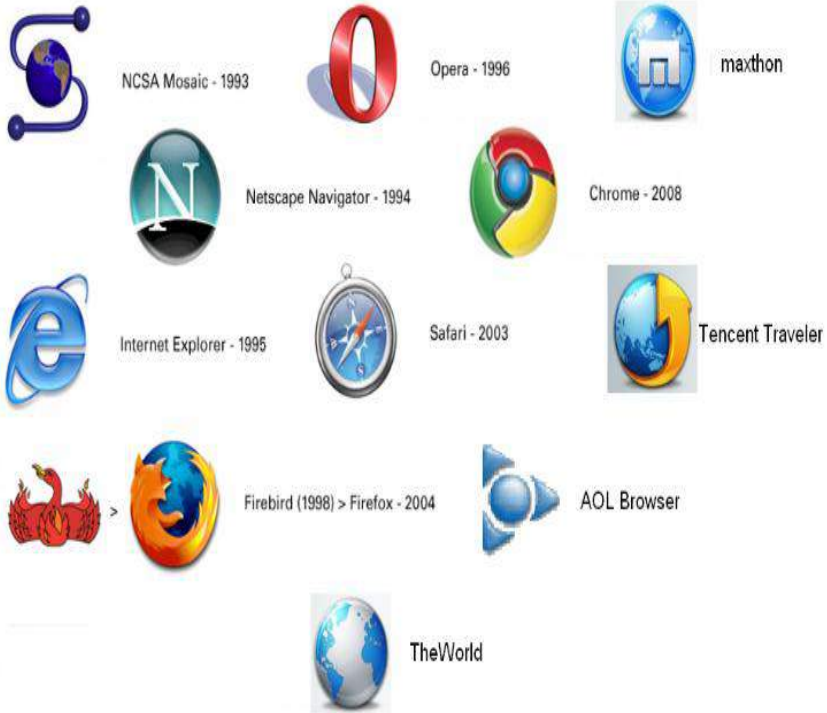 NCSA Mosaic - 1993
Opera - 1996
maxthon
N
Netscape Navigator - 1994
Chrome - 2008
Internet Explorer - 1995
Safari - 2003
Tencent Traveler
>
Firebird (1998) > Firefox - 2004
AOL Browser
TheWorld